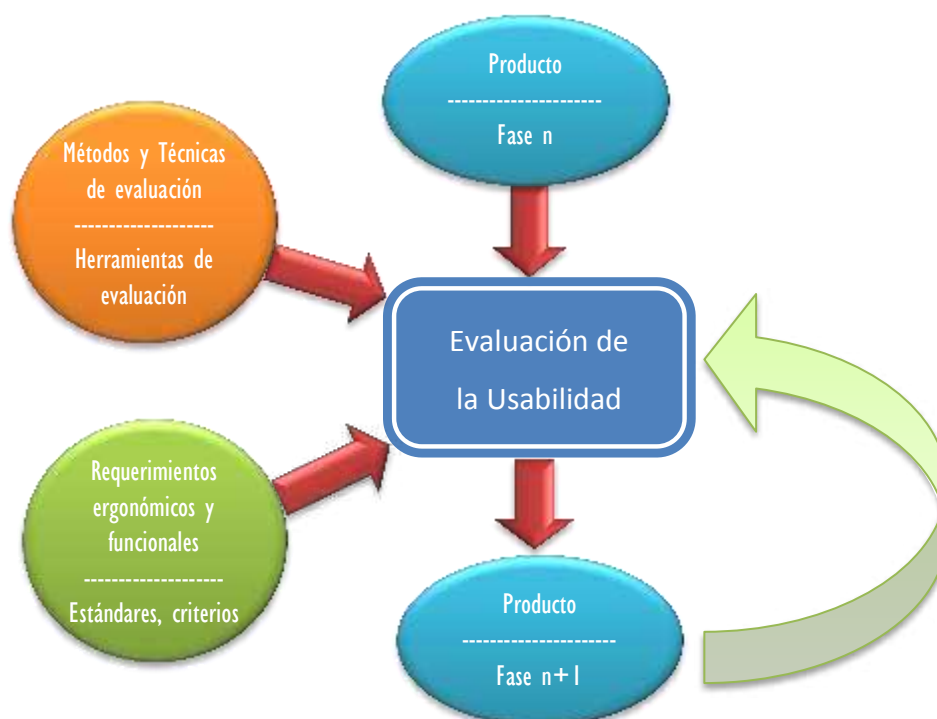 Producto
----------------------
Fase n
Métodos y Técnicas
de evaluación
--------------------
Herramientas de
evaluación
Evaluación de
la Usabilidad
Requerimientos
ergonómicos y
funcionales
--------------------
Estándares, criterios
Producto
----------------------
Fase n+1